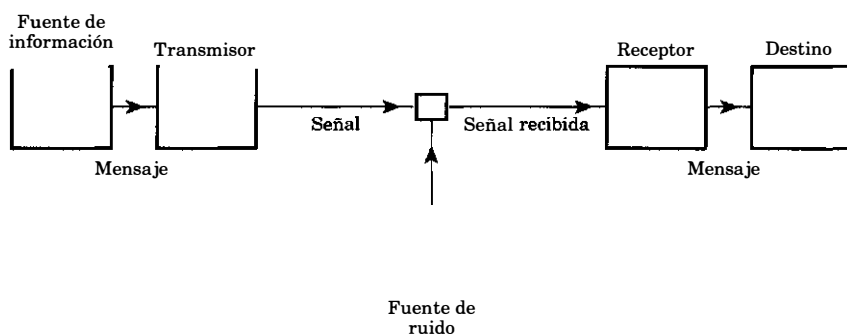 Fuente de
información
Transmisor
Receptor
Destino
Señal
Señal recibida
Mensaje
Mensaje
Fuente de
ruido